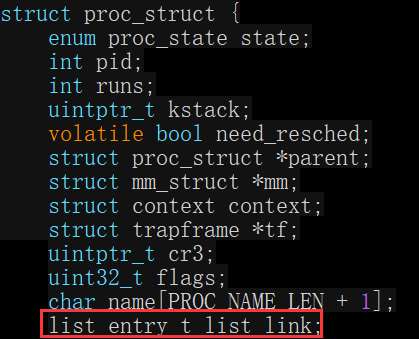 struct proc_struct {
enum proc_state state;
int pid;
int runs;
uintptr_t kstack;
volatile bool need_resched;
struct proc_struct *parent;
struct mm_struct *mm;
struct context context;
struct trapframe *tf;
uintptr_t cr3;
uint32_t flags;
char name[PROC_NAME_LEN + 1];
list_entry_t list_link;